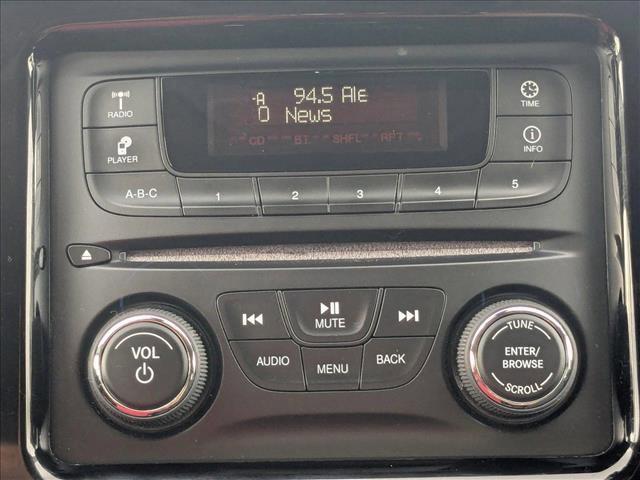 RADIO
-A 94.5 Ale
0 News
CD BT SHFL RPT
TIME
PLAYER
INFO
A-B-C 1 2 3 4 5
MUTE
VOL
AUDIO MENU BACK
TUNE
ENTER/
BROWSE
SCROLL